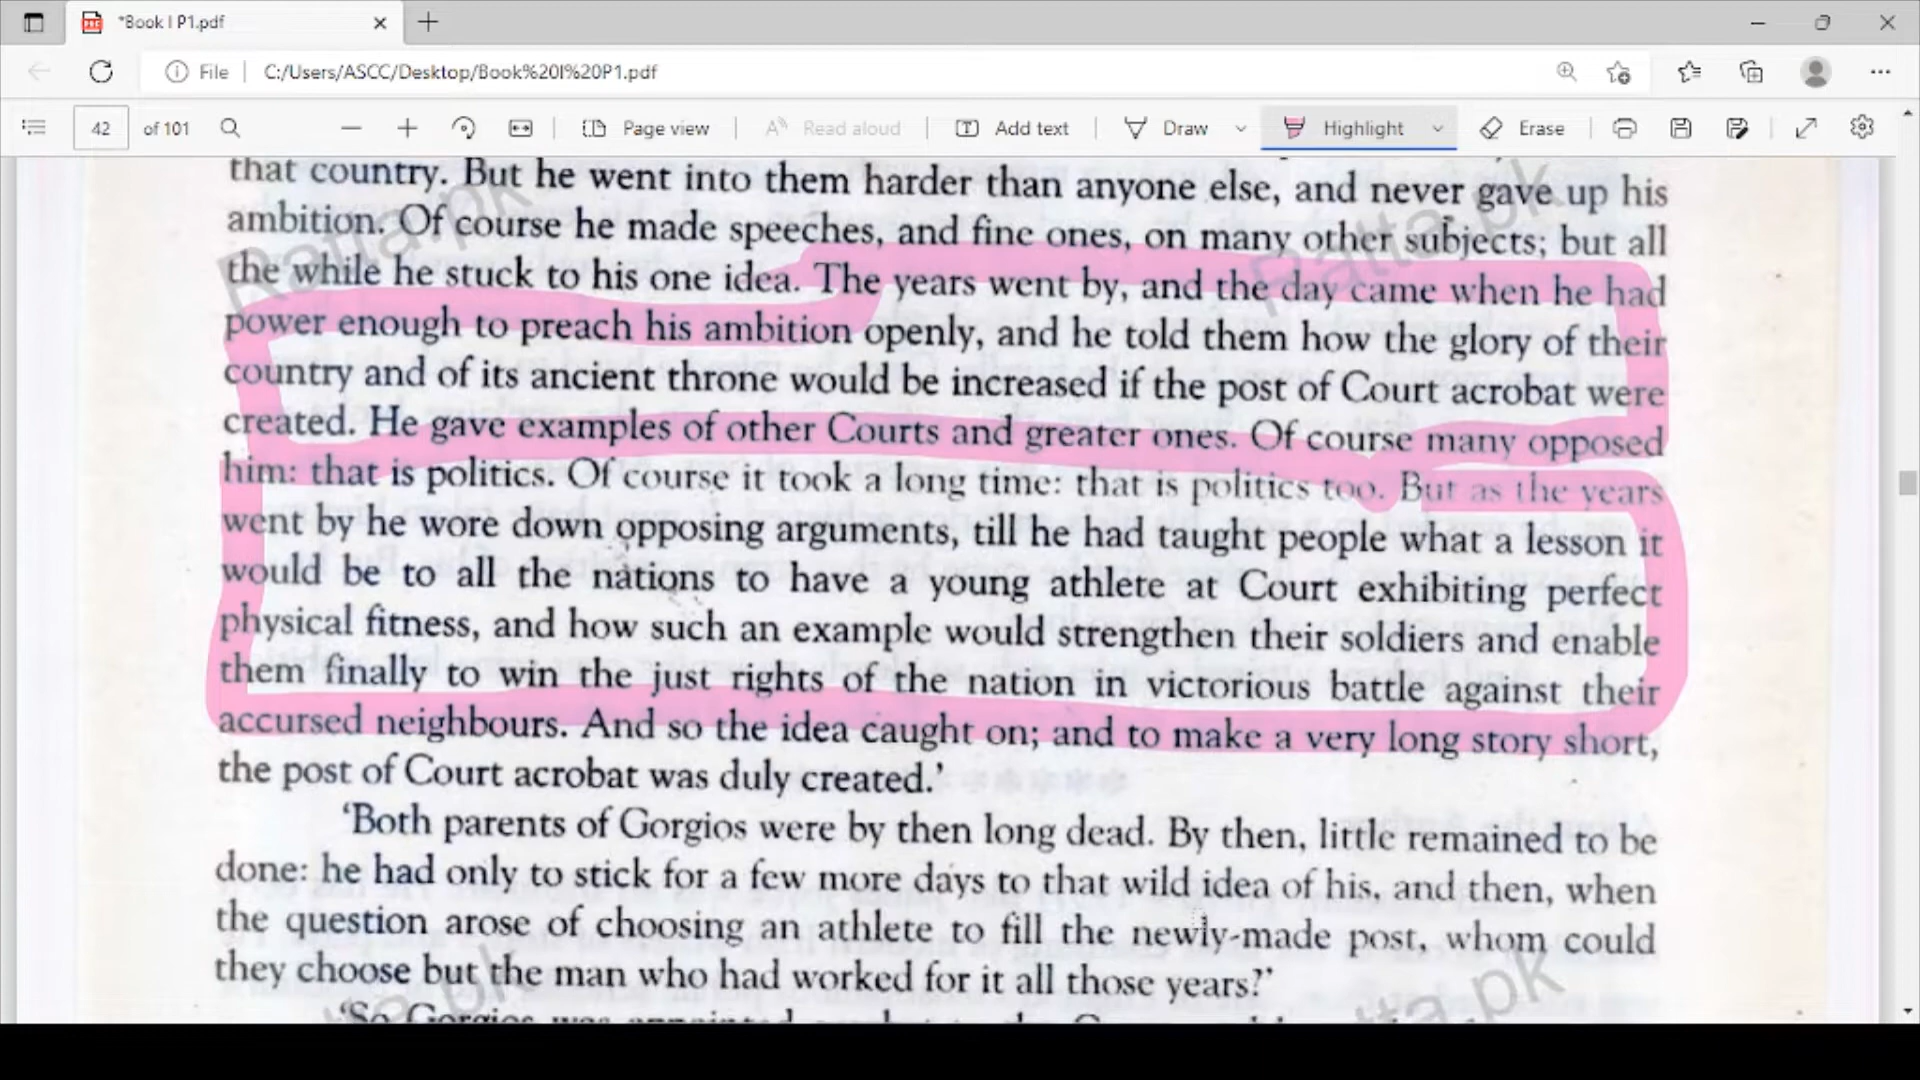 *Book I P1.pdf
File
C:/Users/ASCC/Desktop/Book%20I%20P1.pdf
42 of 101
Page view
Read aloud
Add text
Draw
Highlight
Erase
that country. But he went into them harder than anyone else, and never gave up his
ambition. Of course he made speeches, and fine ones, on many other subjects; but all
the while he stuck to his one idea. The years went by, and the day came when he had
power enough to preach his ambition openly, and he told them how the glory of their
country and of its ancient throne would be increased if the post of Court acrobat were
created. He gave examples of other Courts and greater ones. Of course many opposed
him: that is politics. Of course it took a long time: that is politics too. But as the years
went by he wore down opposing arguments, till he had taught people what a lesson it
would be to all the nations to have a young athlete at Court exhibiting perfect
physical fitness, and how such an example would strengthen their soldiers and enable
them finally to win the just rights of the nation in victorious battle against their
accursed neighbours. And so the idea caught on; and to make a very long story short,
the post of Court acrobat was duly created.’
‘Both parents of Gorgios were by then long dead. By then, little remained to be
done: he had only to stick for a few more days to that wild idea of his, and then, when
the question arose of choosing an athlete to fill the newly-made post, whom could
they choose but the man who had worked for it all those years?’
‘So Gorgios was
Ratta.pk
Ratta.pk